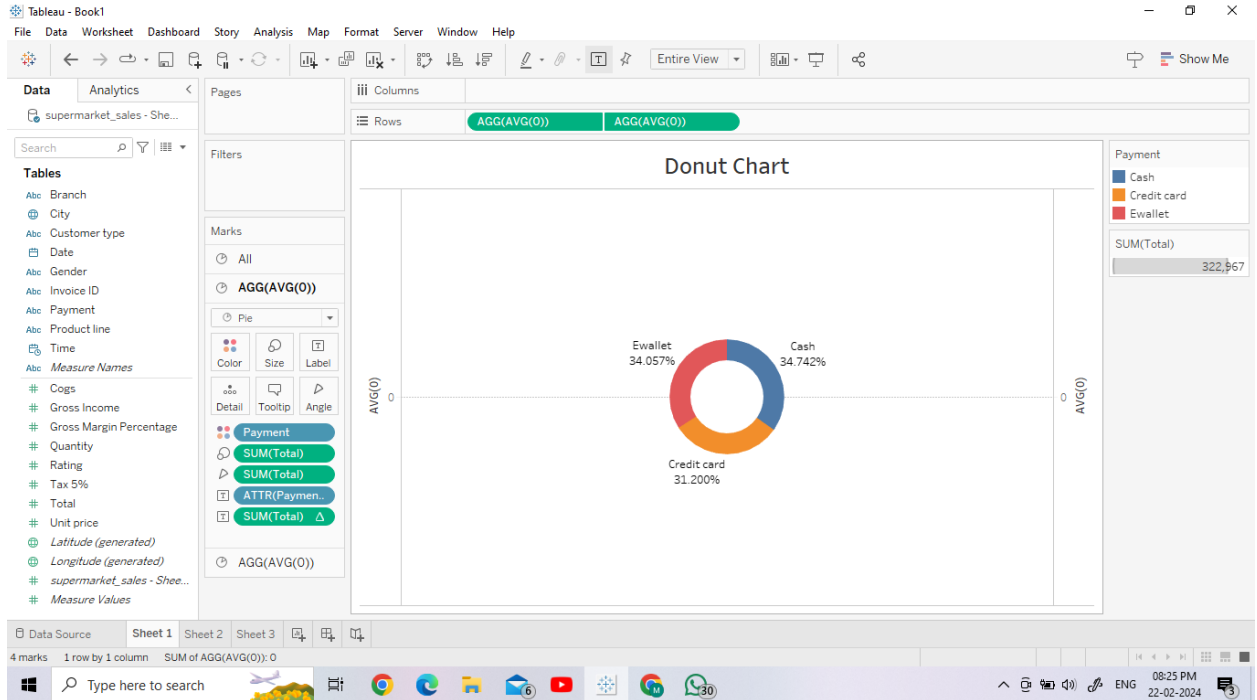 Tableau - Book1
File Data Worksheet Dashboard Story Analysis Map Format Server Window Help
Entire View
Show Me
Data Analytics
supermarket_sales - She...
Search
Tables
Abc Branch
City
Abc Customer type
Date
Abc Gender
Abc Invoice ID
Abc Payment
Abc Product line
Time
Abc Measure Names
# Cogs
# Gross Income
# Gross Margin Percentage
# Quantity
# Rating
# Tax 5%
# Total
# Unit price
Latitude (generated)
Longitude (generated)
# supermarket_sales - Shee...
# Measure Values
Pages
Filters
Marks
All
AGG(AVG(0))
Pie
Color Size Label
Detail Tooltip Angle
Payment
SUM(Total)
SUM(Total)
T ATTR(Paymen..
T SUM(Total) Δ
AGG(AVG(0))
iii Columns
Rows AGG(AVG(0)) AGG(AVG(0))
Donut Chart
AVG(0)
0
Ewallet
34.057%
Cash
34.742%
Credit card
31.200%
0
AVG(0)
Payment
Cash
Credit card
Ewallet
SUM(Total)
322,967
Data Source Sheet 1 Sheet 2 Sheet 3
4 marks 1 row by 1 column SUM of AGG(AVG(0)): 0
Type here to search
6
M
30
ENG
08:25 PM
22-02-2024
3